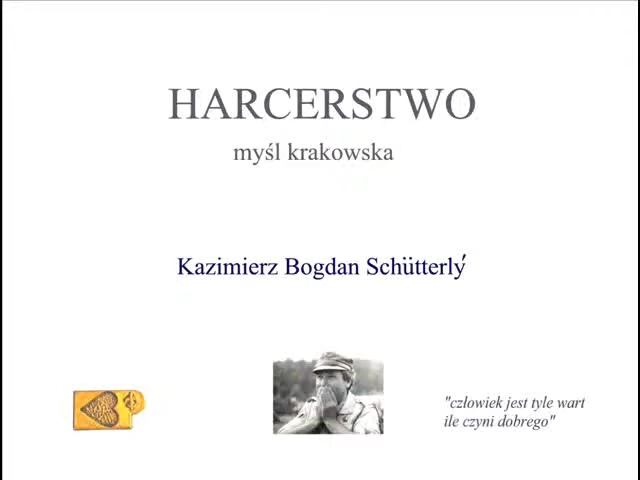 HARCERSTWO
myśl krakowska
Kazimierz Bogdan Schütterlý
"człowiek jest tyle wart
ile czyni dobrego"